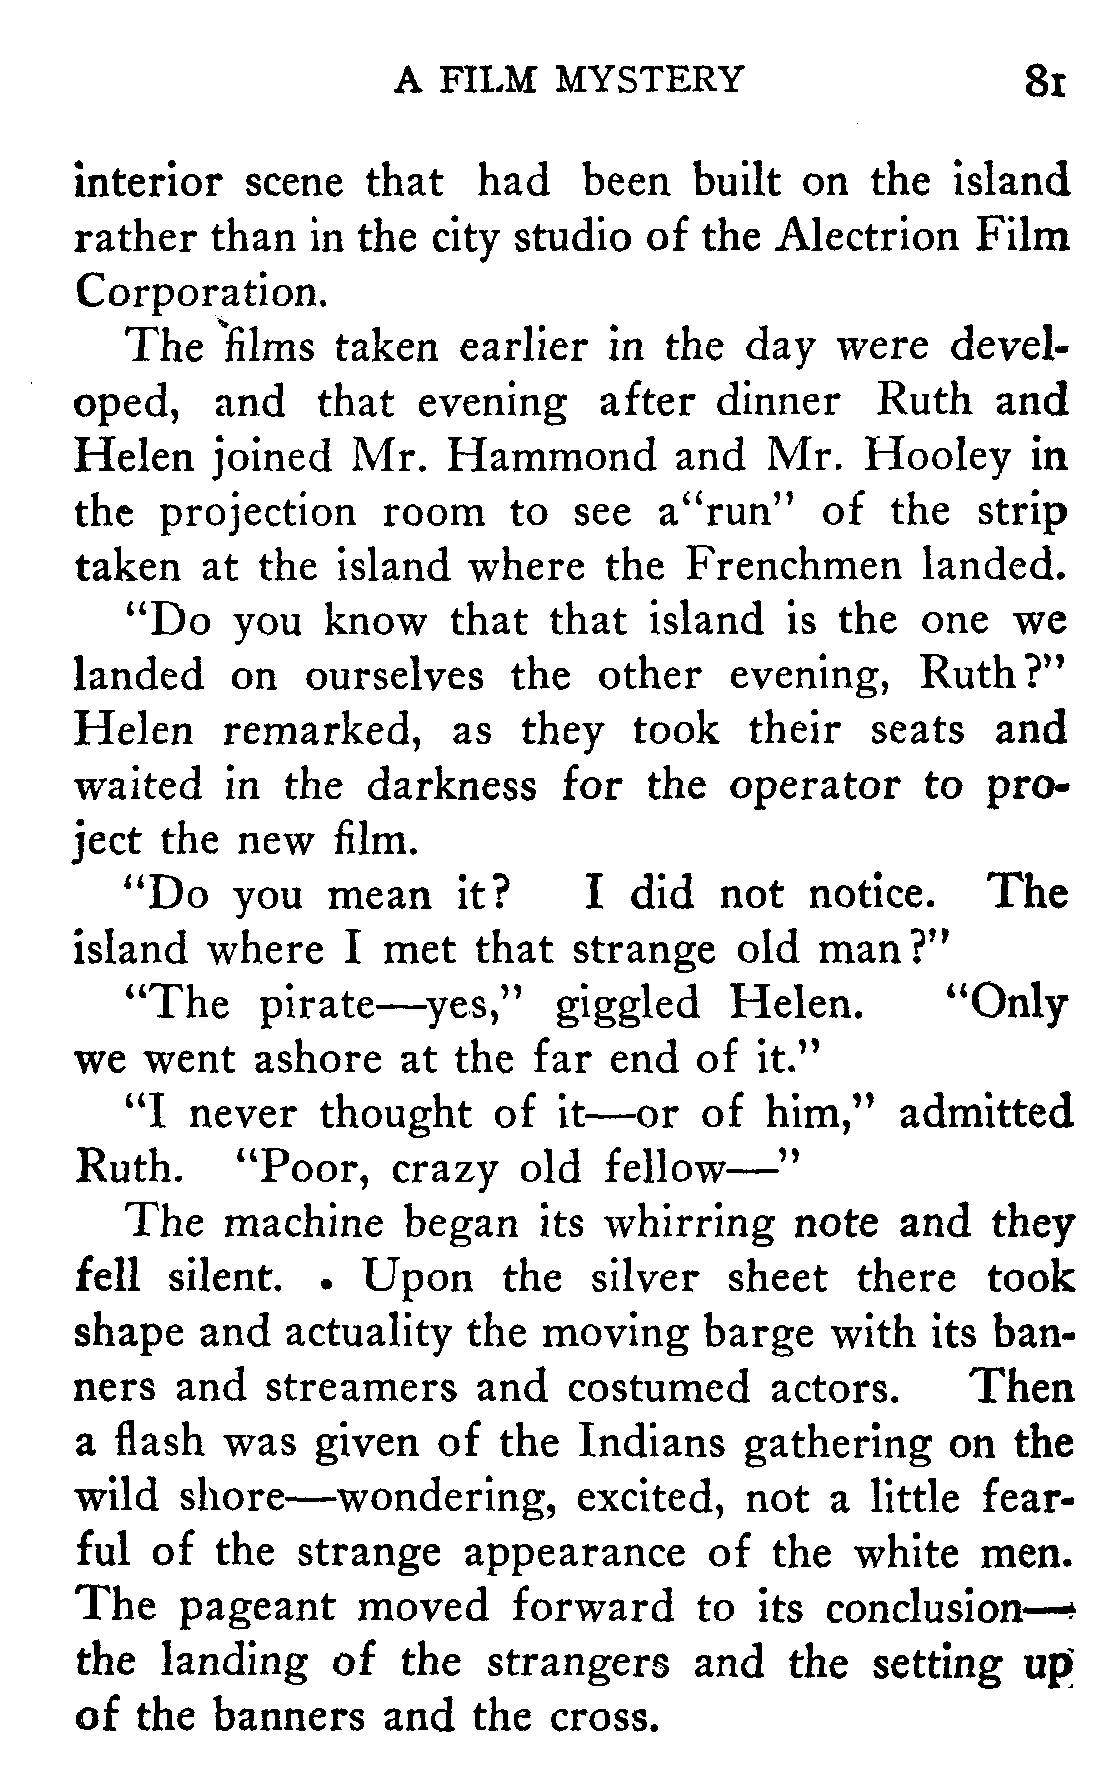 A FILM MYSTERY 81
interior scene that had been built on the island
rather than in the city studio of the Alectrion Film
Corporation.
The films taken earlier in the day were devel-
oped, and that evening after dinner Ruth and
Helen joined Mr. Hammond and Mr. Hooley in
the projection room to see a "run" of the strip
taken at the island where the Frenchmen landed.
"Do you know that that island is the one we
landed on ourselves the other evening, Ruth?"
Helen remarked, as they took their seats and
waited in the darkness for the operator to pro-
ject the new film.
"Do you mean it? I did not notice. The
island where I met that strange old man?"
"The pirate—yes," giggled Helen. "Only
we went ashore at the far end of it."
"I never thought of it—or of him," admitted
Ruth. "Poor, crazy old fellow—"
The machine began its whirring note and they
fell silent. Upon the silver sheet there took
shape and actuality the moving barge with its ban-
ners and streamers and costumed actors. Then
a flash was given of the Indians gathering on the
wild shore—wondering, excited, not a little fear-
ful of the strange appearance of the white men.
The pageant moved forward to its conclusion—
the landing of the strangers and the setting up
of the banners and the cross.